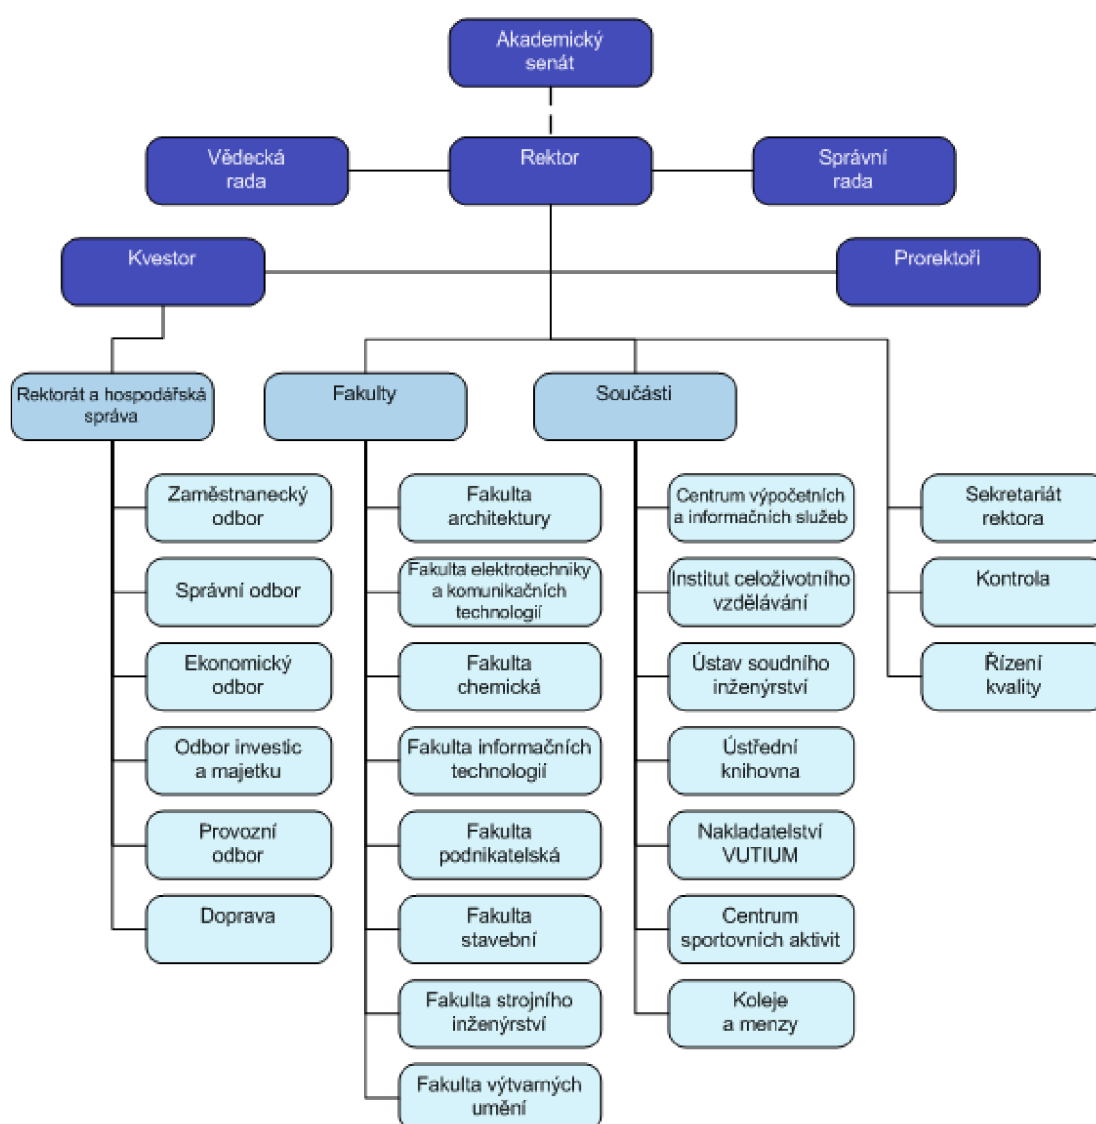 Akademický
senát
Vědecká
rada
Rektor
Správní
rada
Kvestor
Prorektoři
Rektorát a hospodářská
správa
Fakulty
Součásti
Zaměstnanecký
odbor
Správní odbor
Ekonomický
odbor
Odbor investic
a majetku
Provozní
odbor
Doprava
Fakulta
architektury
Fakulta elektrotechniky
a komunikačních
technologií
Fakulta
chemická
Fakulta informačních
technologií
Fakulta
podnikatelská
Fakulta
stavební
Fakulta strojního
inženýrství
Fakulta výtvarných
umění
Centrum výpočetních
a informačních služeb
Institut celoživotního
vzdělávání
Ústav soudního
inženýrství
Ústřední
knihovna
Nakladatelství
VUTIUM
Centrum
sportovních aktivit
Koleje
a menzy
Sekretariát
rektora
Kontrola
Řízení
kvality